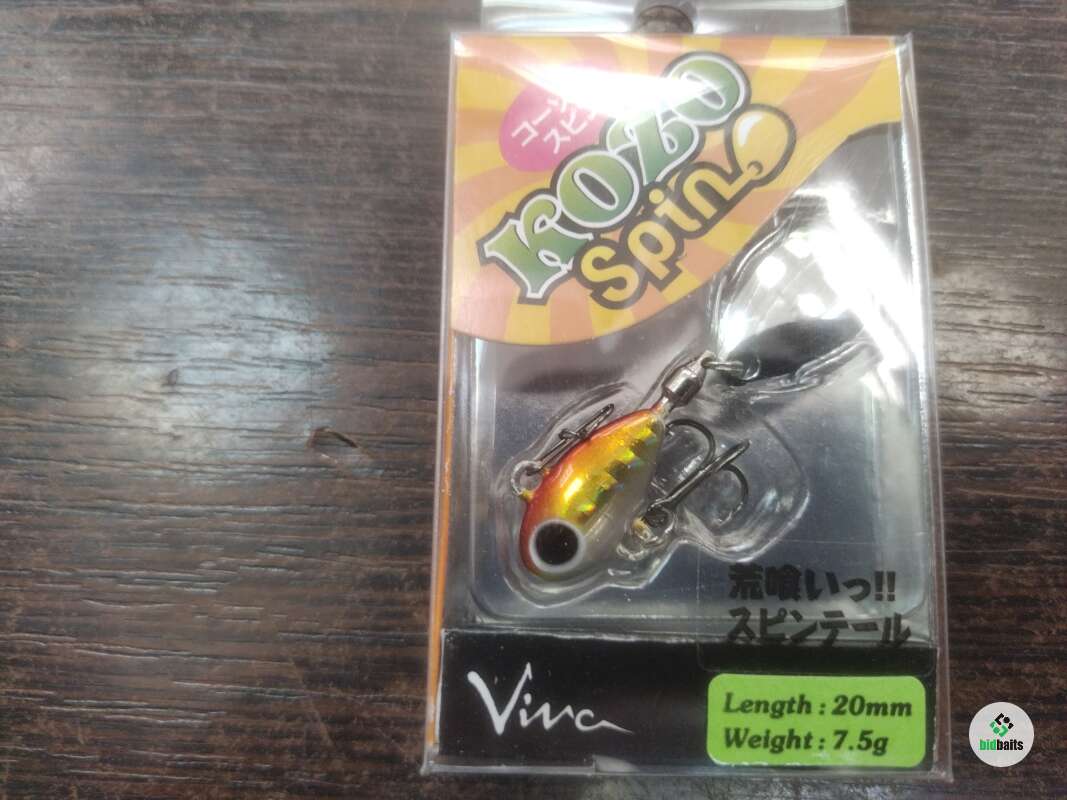 KOZO
Spin
荒喰いっ!!
スピンテール
Viva
Length : 20mm
Weight : 7.5g
bidbaits